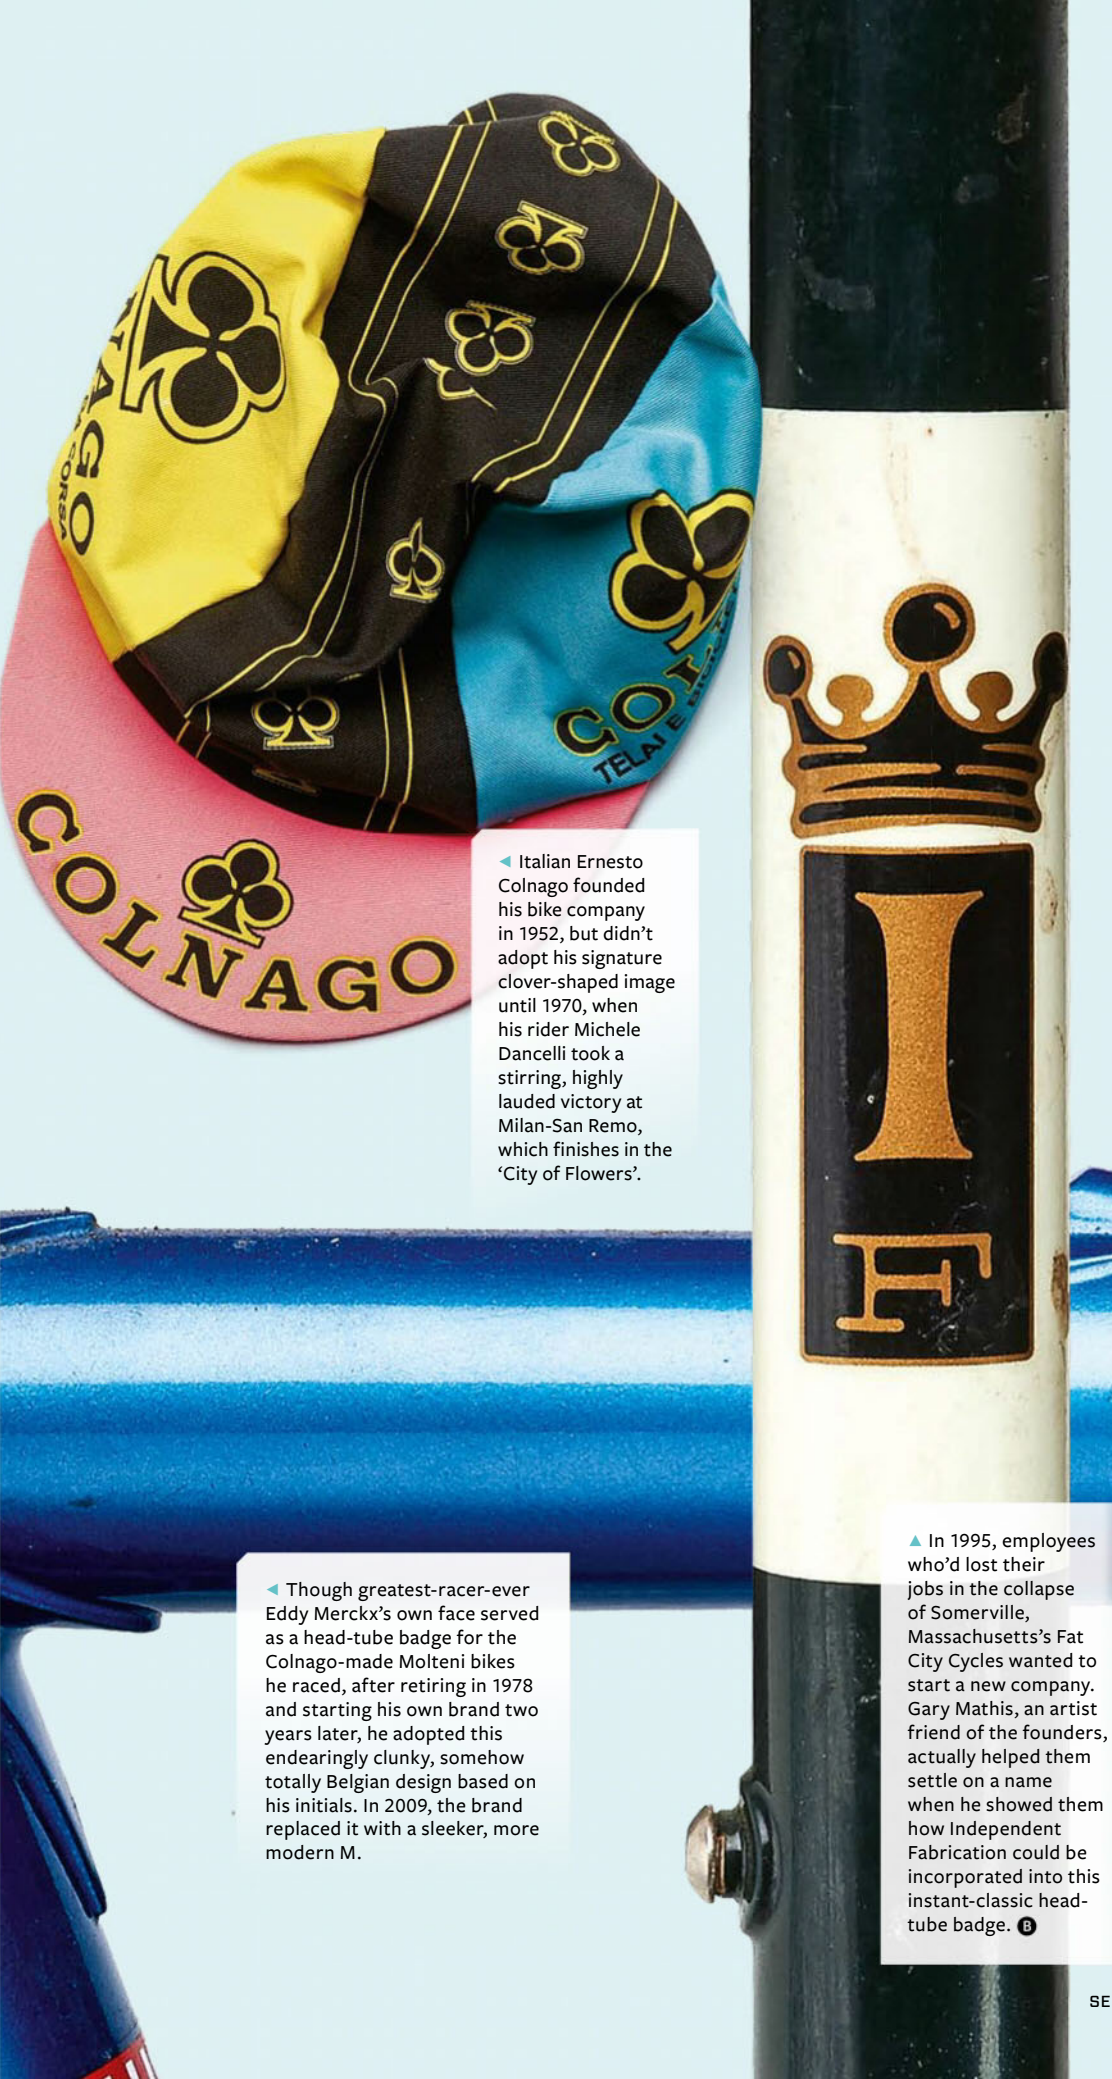 COLNAGO
TELAI E
AGO
CORSA
COLNAGO
I
F
◄ Italian Ernesto
Colnago founded
his bike company
in 1952, but didn’t
adopt his signature
clover-shaped image
until 1970, when
his rider Michele
Dancelli took a
stirring, highly
lauded victory at
Milan-San Remo,
which finishes in the
‘City of Flowers’.
◄ Though greatest-racer-ever
Eddy Merckx’s own face served
as a head-tube badge for the
Colnago-made Molteni bikes
he raced, after retiring in 1978
and starting his own brand two
years later, he adopted this
endearingly clunky, somehow
totally Belgian design based on
his initials. In 2009, the brand
replaced it with a sleeker, more
modern M.
▲ In 1995, employees
who’d lost their
jobs in the collapse
of Somerville,
Massachusetts’s Fat
City Cycles wanted to
start a new company.
Gary Mathis, an artist
friend of the founders,
actually helped them
settle on a name
when he showed them
how Independent
Fabrication could be
incorporated into this
instant-classic head-
tube badge. B
SE